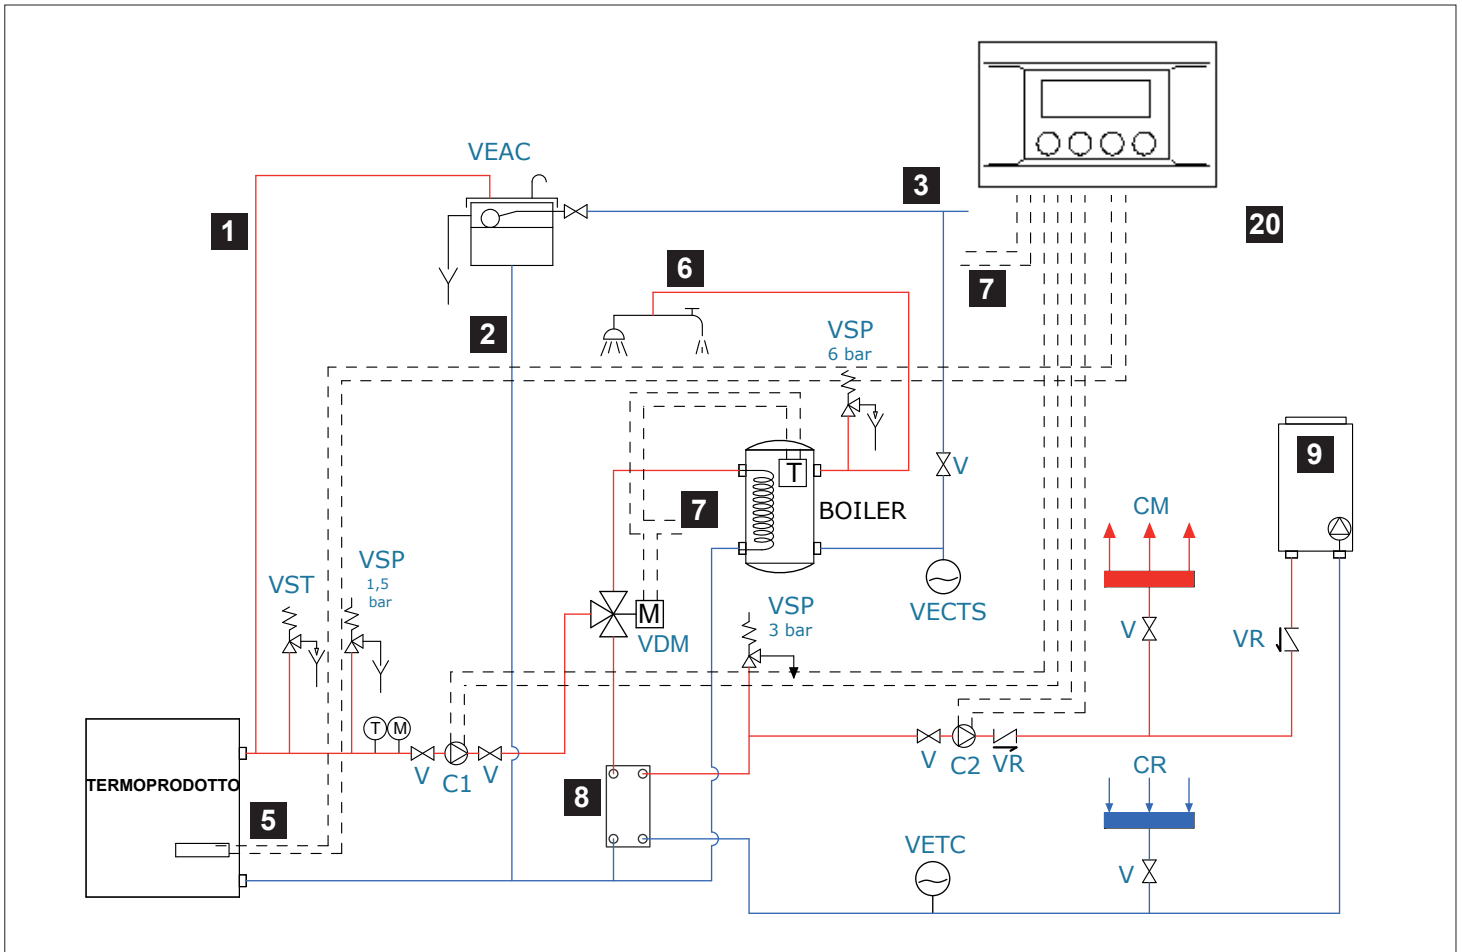 VEAC
3
20
1
6
7
2
VSP
6 bar
9
V
T
CM
7
BOILER
VSP
1,5
bar
VST
VECTS
VSP
3 bar
M
VDM
V
VR
T
M
TERMOPRODOTTO
V
C1
V
V
C2
VR
CR
8
5
VETC
V